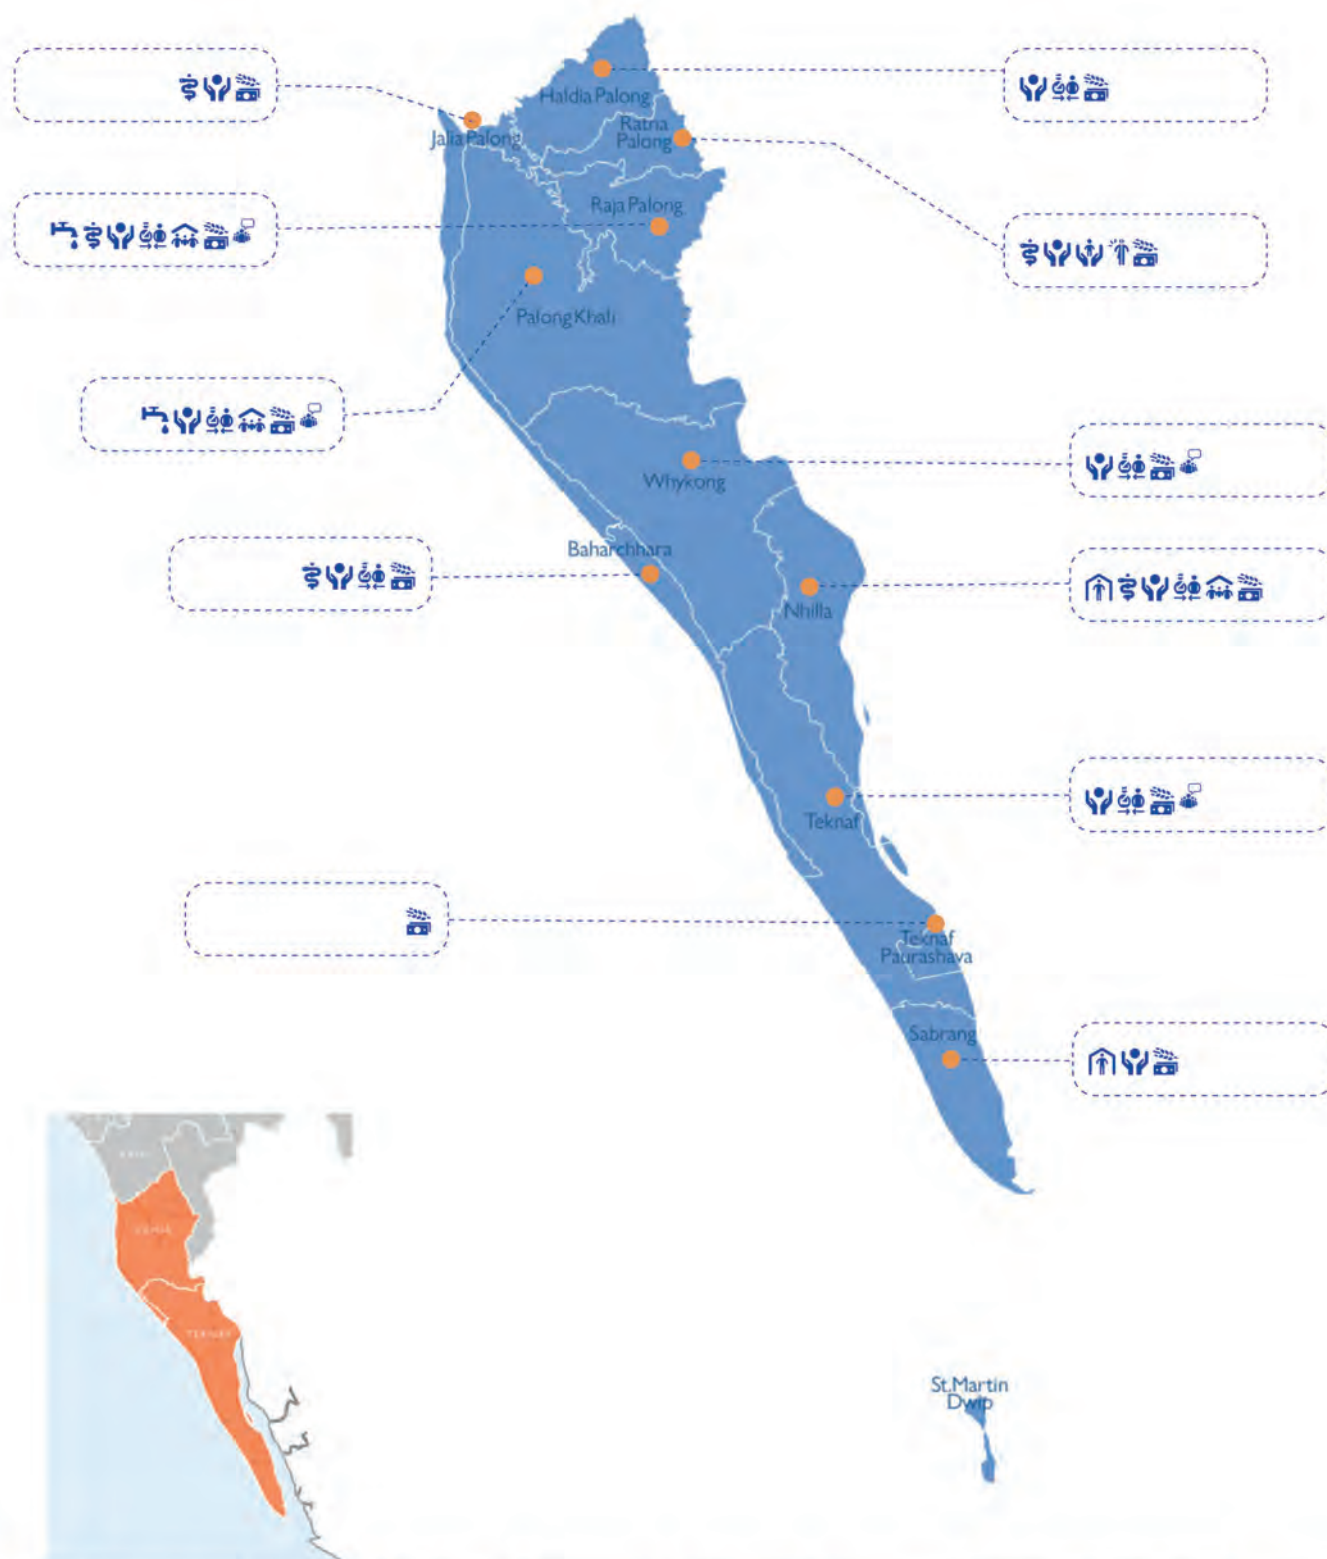 Haldia Palong
Ratna
Palong
Jalia Palong
Raja Palong
Palong Khali
Whykong
Baharchhara
Nhilla
Teknaf
Teknaf
Paurashava
Sabrang
TEKNAF
St.Martin
Dwip